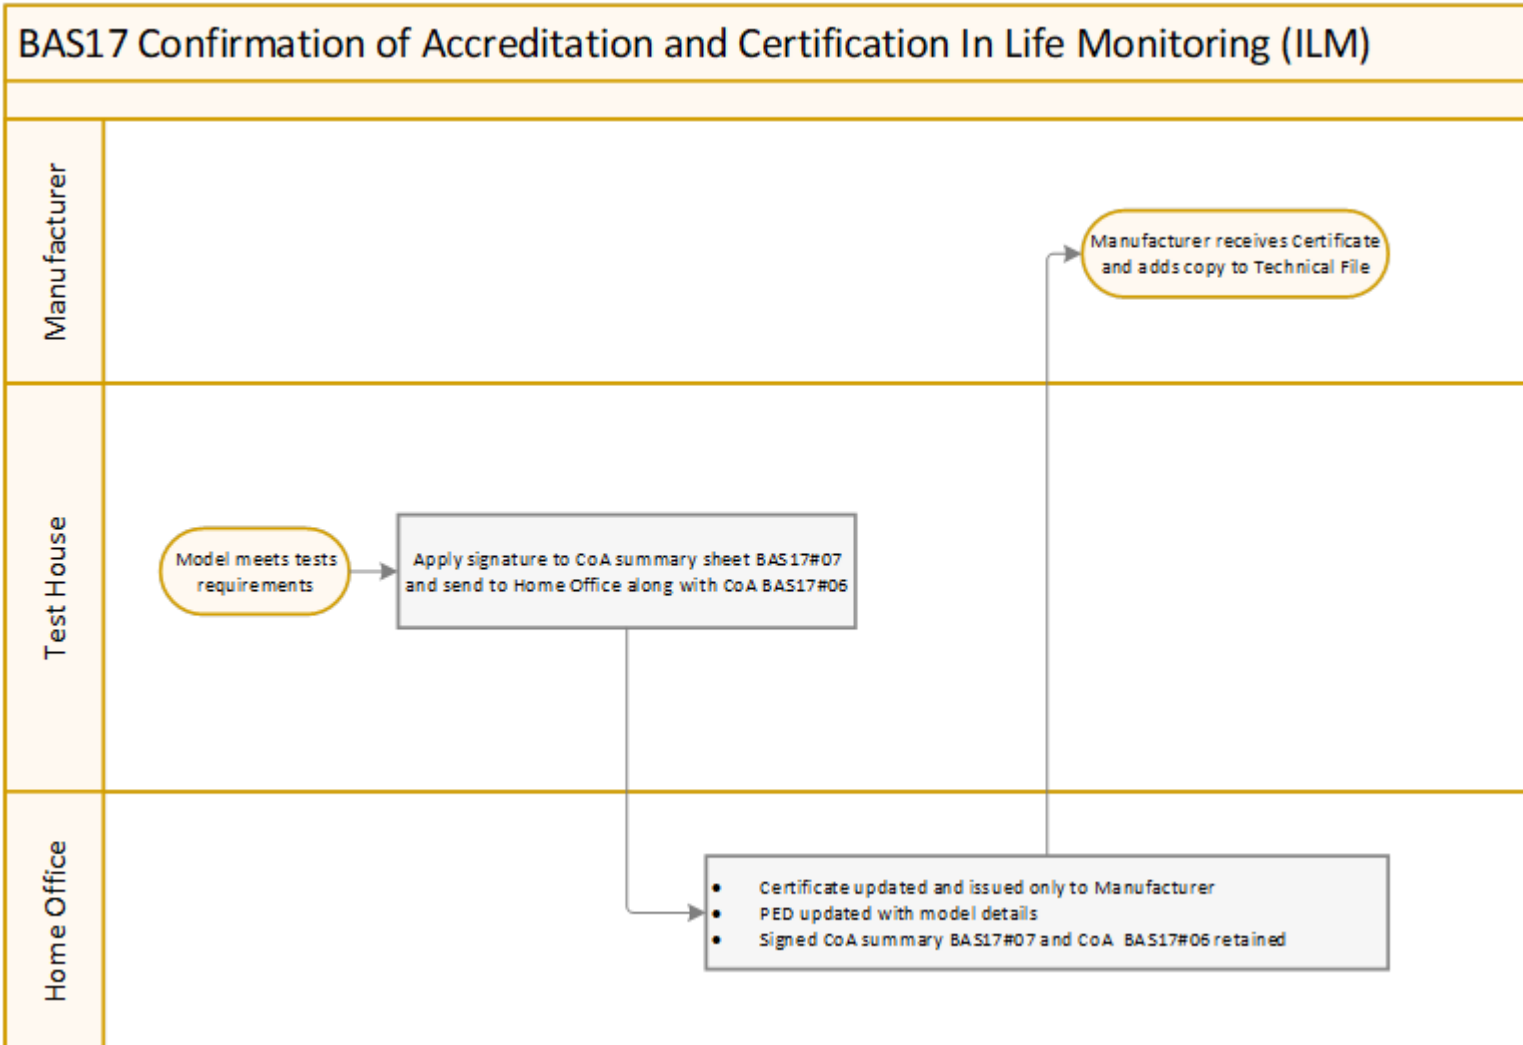 BAS17 Confirmation of Accreditation and Certification In Life Monitoring (ILM)
Manufacturer
Manufacturer receives Certificate
and adds copy to Technical File
Test House
Model meets tests
requirements
Apply signature to CoA summary sheet BAS17#07
and send to Home Office along with CoA BAS17#06
Home Office
• Certificate updated and issued only to Manufacturer
• PED updated with model details
• Signed CoA summary BAS17#07 and CoA BAS17#06 retained